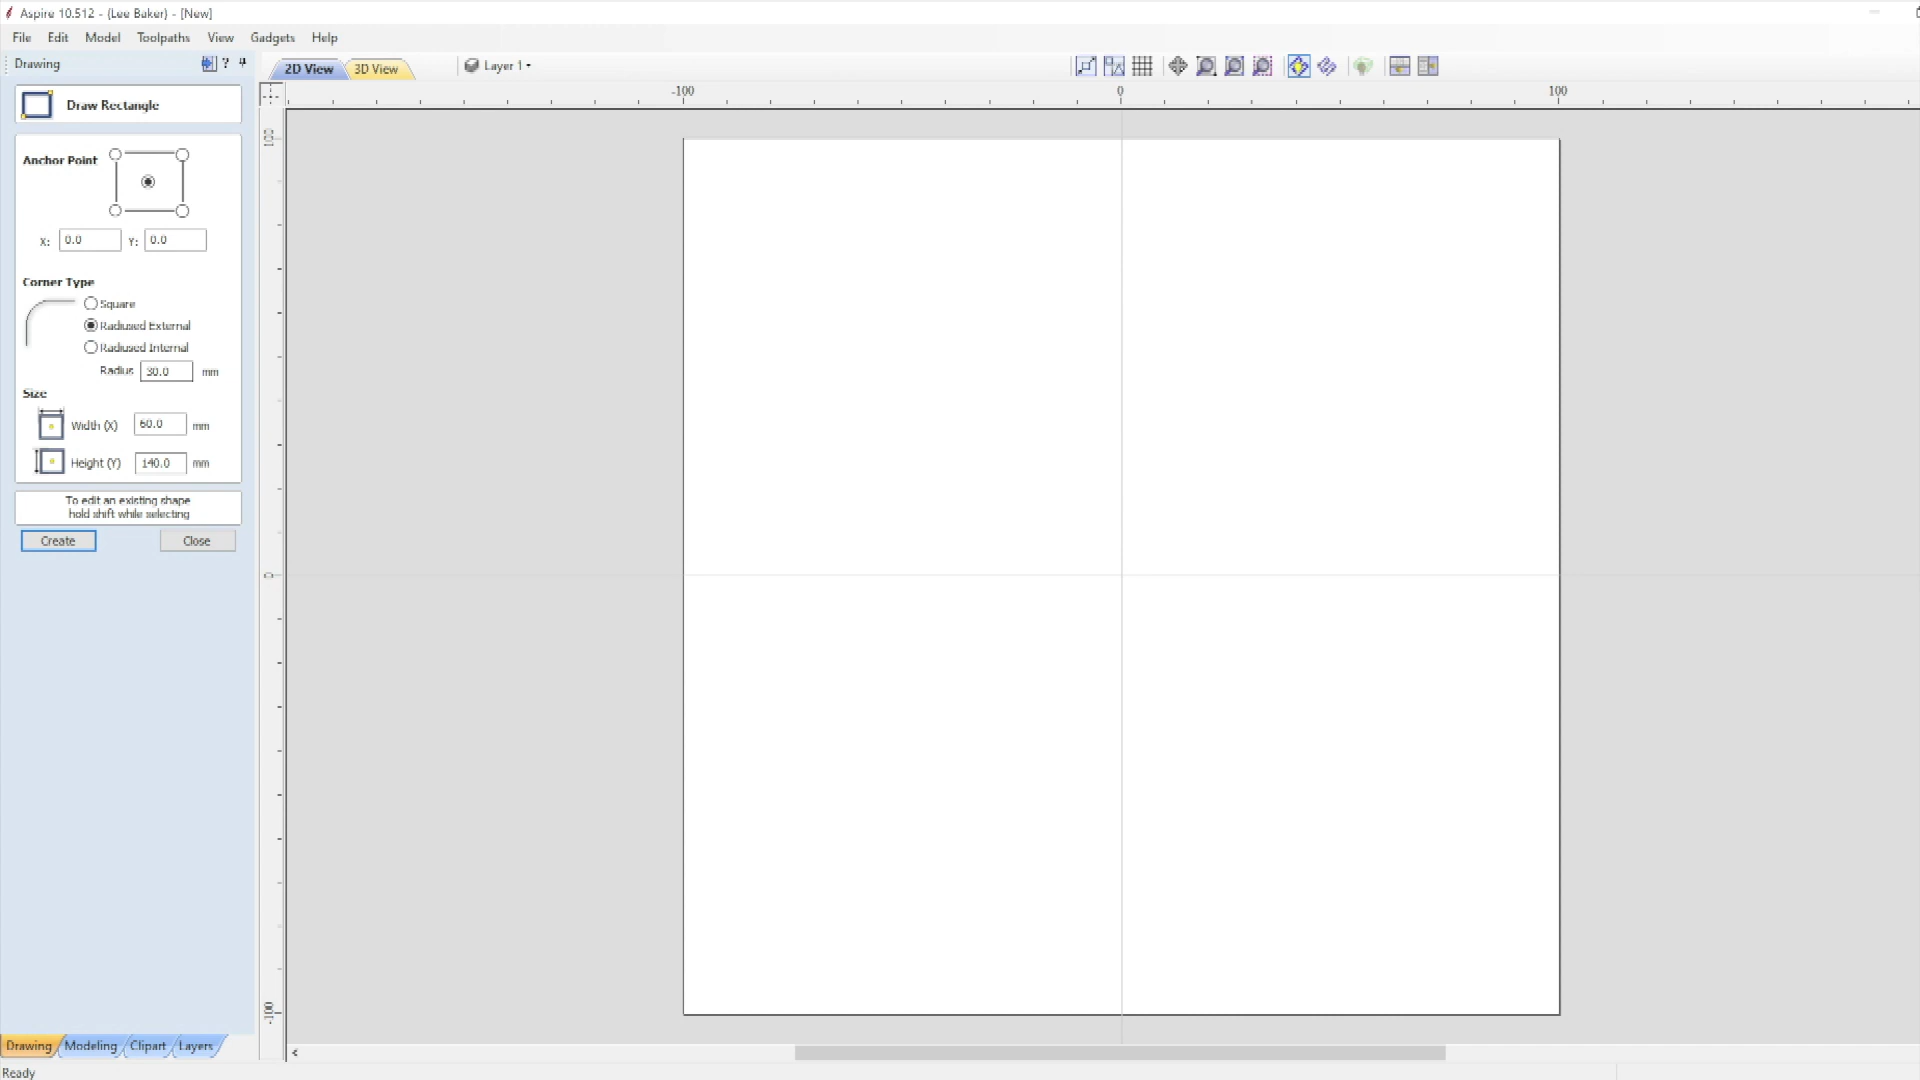 Aspire 10.512 - {Lee Baker} - [New]
File Edit Model Toolpaths View Gadgets Help
Drawing ?
2D View 3D View Layer 1
Draw Rectangle
-100 0 100
100
0
-100
Anchor Point
X: 0.0 Y: 0.0
Corner Type
Square
Radiused External
Radiused Internal
Radius 30.0 mm
Size
Width (X) 60.0 mm
Height (Y) 140.0 mm
To edit an existing shape
hold shift while selecting
Create Close
Drawing Modeling Clipart Layers
Ready